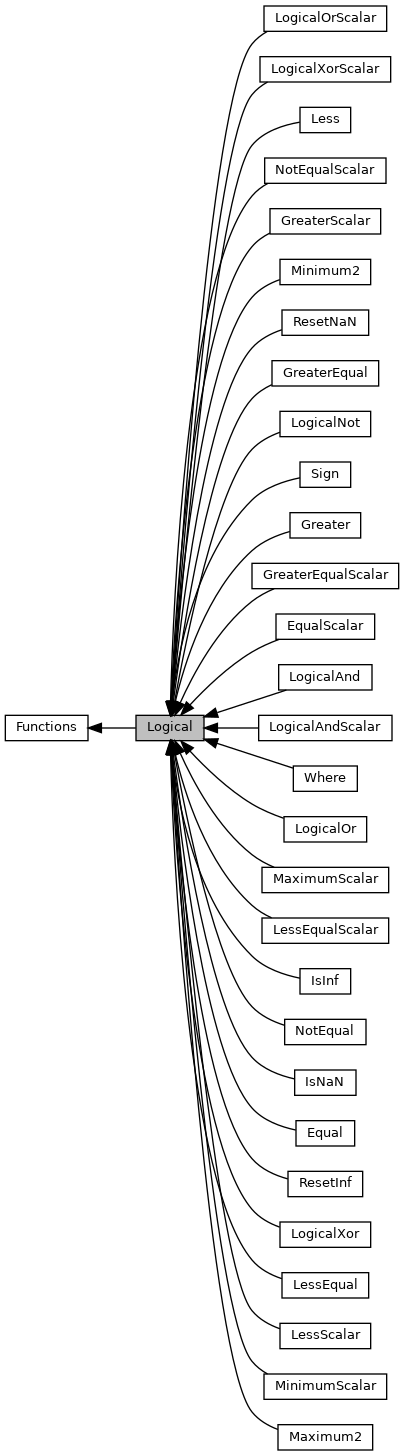 LogicalOrScalar
LogicalXorScalar
Less
NotEqualScalar
GreaterScalar
Minimum2
ResetNaN
GreaterEqual
LogicalNot
Sign
Greater
GreaterEqualScalar
EqualScalar
LogicalAnd
Functions
Logical
LogicalAndScalar
Where
LogicalOr
MaximumScalar
LessEqualScalar
IsInf
NotEqual
IsNaN
Equal
ResetInf
LogicalXor
LessEqual
LessScalar
MinimumScalar
Maximum2